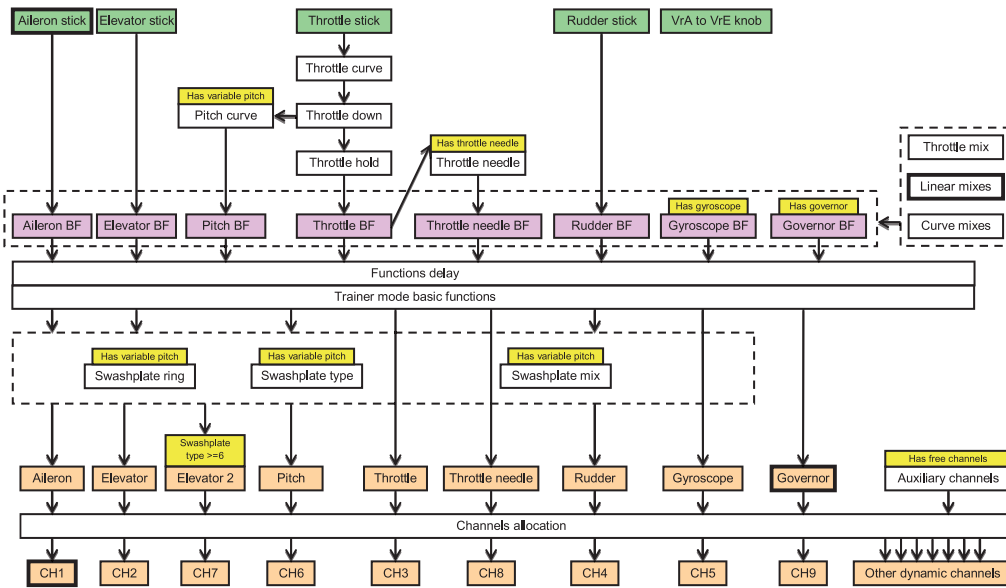 Aileron stick
Elevator stick
Throttle stick
Rudder stick
VrA to VrE knob
Throttle curve
Has variable pitch
Pitch curve
Throttle down
Has throttle needle
Throttle needle
Throttle hold
Throttle mix
Linear mixes
Curve mixes
Has gyroscope
Has governor
Aileron BF
Elevator BF
Pitch BF
Throttle BF
Throttle needle BF
Rudder BF
Gyroscope BF
Governor BF
Functions delay
Trainer mode basic functions
Has variable pitch
Swashplate ring
Has variable pitch
Swashplate type
Has variable pitch
Swashplate mix
Swashplate
type >=6
Has free channels
Aileron
Elevator
Elevator 2
Pitch
Throttle
Throttle needle
Rudder
Gyroscope
Governor
Auxiliary channels
Channels allocation
CH1
CH2
CH7
CH6
CH3
CH8
CH4
CH5
CH9
Other dynamic channels